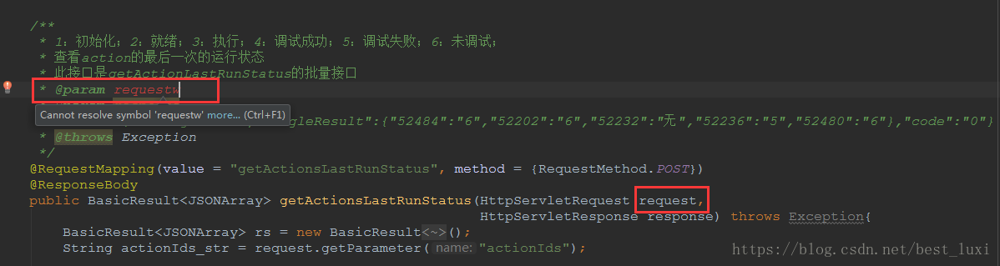 /**
* 1：初始化；2：就绪；3：执行；4：调试成功；5：调试失败；6：未调试；
* 查看action的最后一次的运行状态
* 此接口是getActionLastRunStatus的批量接口
* @param requestw
Cannot resolve symbol 'requestw' more... (Ctrl+F1)
gleResult":{"52484":"6","52202":"6","52232":"无","52236":"5","52480":"6"},"code":"0"}
* @throws Exception
*/
@RequestMapping(value = "getActionsLastRunStatus", method = {RequestMethod.POST})
@ResponseBody
public BasicResult<JSONArray> getActionsLastRunStatus(HttpServletRequest request,
HttpServletResponse response) throws Exception{
BasicResult<JSONArray> rs = new BasicResult<~>();
String actionIds_str = request.getParameter( name: "actionIds");
https://blog.csdn.net/best_luxi